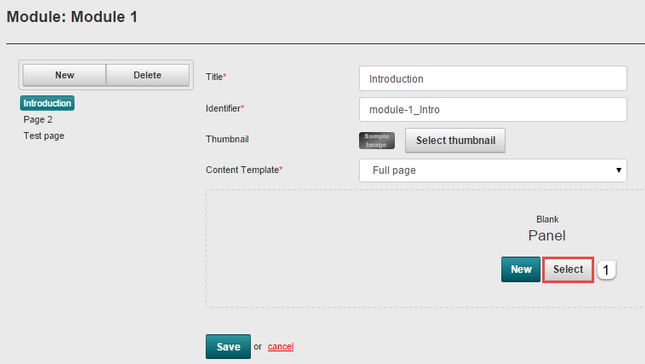 Module: Module 1
New Delete
Introduction
Page 2
Test page
Title* Introduction
Identifier* module-1_Intro
Thumbnail Sample Image Select thumbnail
Content Template* Full page
Blank
Panel
New Select 1
Save or cancel